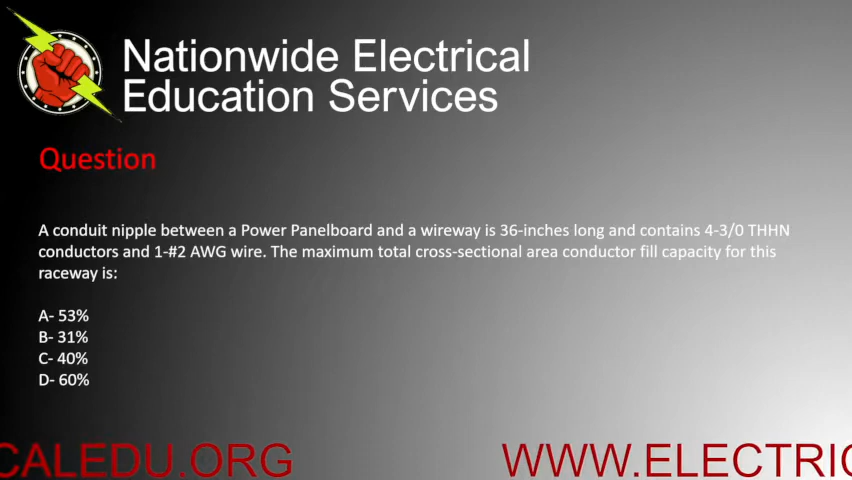 Nationwide Electrical
Education Services
Question
A conduit nipple between a Power Panelboard and a wireway is 36-inches long and contains 4-3/0 THHN
conductors and 1-#2 AWG wire. The maximum total cross-sectional area conductor fill capacity for this
raceway is:
A- 53%
B- 31%
C- 40%
D- 60%
CALEDU.ORG WWW.ELECTRIC